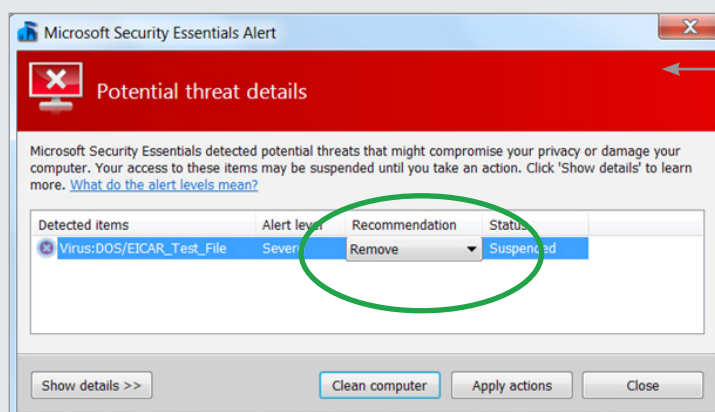 Microsoft Security Essentials Alert
Potential threat details
Microsoft Security Essentials detected potential threats that might compromise your privacy or damage your
computer. Your access to these items may be suspended until you take an action. Click 'Show details' to learn
more. What do the alert levels mean?
Detected items Alert level Recommendation Status
Virus:DOS/EICAR_Test_File Severe Remove Suspended
Show details >> Clean computer Apply actions Close